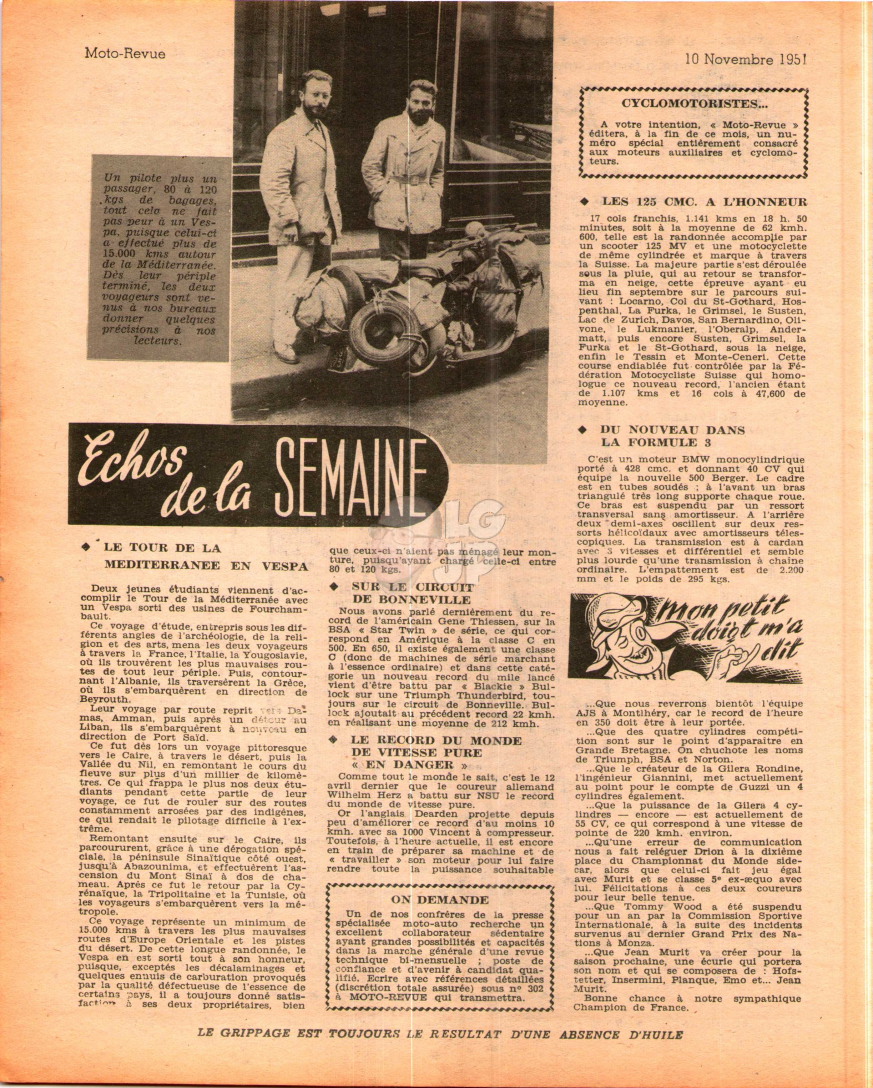 Moto-Revue
10 Novembre 1951
Un pilote plus un
passager, 80 à 120
kgs de bagages,
tout cela ne fait
pas peur à un Ves-
pa, puisque celui-ci
a effectué plus de
15.000 kms autour
de la Méditerranée.
Dès leur périple
terminé, les deux
voyageurs sont ve-
nus à nos bureaux
donner quelques
précisions à nos
lecteurs.
Echos
de la SEMAINE
◆ LE TOUR DE LA
MEDITERRANEE EN VESPA
Deux jeunes étudiants viennent d'ac-
complir le Tour de la Méditerranée avec
un Vespa sorti des usines de Fourcham-
bault.
Ce voyage d'étude, entrepris sous les dif-
férents angles de l'archéologie, de la reli-
gion et des arts, mena les deux voyageurs
à travers la France, l'Italie, la Yougoslavie,
où ils trouvèrent les plus mauvaises rou-
tes de tout leur périple. Puis, contour-
nant l'Albanie, ils traversèrent la Grèce,
où ils s'embarquèrent en direction de
Beyrouth.
Leur voyage par route reprit vers Da-
mas, Amman, puis après un détour au
Liban, ils s'embarquèrent à nouveau en
direction de Port Saïd.
Ce fut dès lors un voyage pittoresque
vers le Caire, à travers le désert, puis la
Vallée du Nil, en remontant le cours du
fleuve sur plus d'un millier de kilomè-
tres. Ce qui frappa le plus nos deux étu-
diants pendant cette partie de leur
voyage, ce fut de rouler sur des routes
constamment arrosées par des indigènes,
ce qui rendait le pilotage difficile à l'ex-
trême.
Remontant ensuite sur le Caire, ils
parcoururent, grâce à une dérogation spé-
ciale, la péninsule Sinaïtique côté ouest,
jusqu'à Abazounima, et effectuèrent l'as-
cension du Mont Sinaï à dos de cha-
meau. Après ce fut le retour par la Cy-
rénaïque, la Tripolitaine et la Tunisie, où
les voyageurs s'embarquèrent vers la mé-
tropole.
Ce voyage représente un minimum de
15.000 kms à travers les plus mauvaises
routes d'Europe Orientale et les pistes
du désert. De cette longue randonnée, le
Vespa en est sorti tout à son honneur,
puisque, exceptés les décalaminages et
quelques ennuis de carburation provoqués
par la qualité défectueuse de l'essence de
certains pays, il a toujours donné satis-
faction à ses deux propriétaires, bien
que ceux-ci n'aient pas ménagé leur mon-
ture, puisqu'ayant chargé celle-ci entre
80 et 120 kgs.
◆ SUR LE CIRCUIT
DE BONNEVILLE
Nous avons parlé dernièrement du re-
cord de l'américain Gene Thiessen, sur la
BSA « Star Twin » de série, ce qui cor-
respond en Amérique à la classe C en
500. En 650, il existe également une classe
C (donc de machines de série marchant
à l'essence ordinaire) et dans cette caté-
gorie un nouveau record du mile lancé
vient d'être battu par « Blackie » Bul-
lock sur une Triumph Thunderbird, tou-
jours sur le circuit de Bonneville. Bul-
lock ajoutait au précédent record 22 kmh.
en réalisant une moyenne de 212 kmh.
◆ LE RECORD DU MONDE
DE VITESSE PURE
« EN DANGER »
Comme tout le monde le sait, c'est le 12
avril dernier que le coureur allemand
Wilhelm Herz a battu sur NSU le record
du monde de vitesse pure.
Or l'anglais Dearden projette depuis
peu d'améliorer ce record d'au moins 10
kmh. avec sa 1000 Vincent à compresseur.
Toutefois, à l'heure actuelle, il est encore
en train de préparer sa machine et de
« travailler » son moteur pour lui faire
rendre toute la puissance souhaitable
ON DEMANDE
Un de nos confrères de la presse
spécialisée moto-auto recherche un
excellent collaborateur sédentaire
ayant grandes possibilités et capacités
dans la marche générale d'une revue
technique bi-mensuelle ; poste de
confiance et d'avenir à candidat qua-
lifié. Ecrire avec références détaillées
(discrétion totale assurée) sous nº 302
à MOTO-REVUE qui transmettra.
CYCLOMOTORISTES...
A votre intention, « Moto-Revue »
éditera, à la fin de ce mois, un nu-
méro spécial entièrement consacré
aux moteurs auxiliaires et cyclomo-
teurs.
◆ LES 125 CMC. A L'HONNEUR
17 cols franchis, 1.141 kms en 18 h. 50
minutes, soit à la moyenne de 62 kmh.
600, telle est la randonnée accomplie par
un scooter 125 MV et une motocyclette
de même cylindrée et marque à travers
la Suisse. La majeure partie s'est déroulée
sous la pluie, qui au retour se transfor-
ma en neige, cette épreuve ayant eu
lieu fin septembre sur le parcours sui-
vant : Locarno, Col du St-Gothard, Hos-
penthal, La Furka, le Grimsel, le Susten,
Lac de Zurich, Davos, San Bernardino, Oli-
vone, le Lukmanier, l'Oberalp, Ander-
matt, puis encore Susten, Grimsel, la
Furka et le St-Gothard, sous la neige,
enfin le Tessin et Monte-Ceneri. Cette
course endiablée fut contrôlée par la Fé-
dération Motocycliste Suisse qui homo-
logue ce nouveau record, l'ancien étant
de 1.107 kms et 16 cols à 47,600 de
moyenne.
◆ DU NOUVEAU DANS
LA FORMULE 3
C'est un moteur BMW monocylindrique
porté à 428 cmc. et donnant 40 CV qui
équipe la nouvelle 500 Berger. Le cadre
est en tubes soudés ; à l'avant un bras
triangulé très long supporte chaque roue.
Ce bras est suspendu par un ressort
transversal sans amortisseur. A l'arrière
deux demi-axes oscillent sur deux res-
sorts hélicoïdaux avec amortisseurs téles-
copiques. La transmission est à cardan
avec 3 vitesses et différentiel et semble
plus lourde qu'une transmission à chaîne
ordinaire. L'empattement est de 2.200
mm et le poids de 295 kgs.
mon petit
doigt m'a
dit
...Que nous reverrons bientôt l'équipe
AJS à Montlhéry, car le record de l'heure
en 350 doit être à leur portée.
...Que des quatre cylindres compéti-
tion sont sur le point d'apparaître en
Grande Bretagne. On chuchote les noms
de Triumph, BSA et Norton.
...Que le créateur de la Gilera Rondine,
l'ingénieur Giannini, met actuellement
au point pour le compte de Guzzi un 4
cylindres également.
...Que la puissance de la Gilera 4 cy-
lindres — encore — est actuellement de
55 CV, ce qui correspond à une vitesse de
pointe de 220 kmh. environ.
...Qu'une erreur de communication
nous a fait reléguer Drion à la dixième
place du Championnat du Monde side-
car, alors que celui-ci fait jeu égal
avec Murit et se classe 5e ex-æquo avec
lui. Félicitations à ces deux coureurs
pour leur belle tenue.
...Que Tommy Wood a été suspendu
pour un an par la Commission Sportive
Internationale, à la suite des incidents
survenus au dernier Grand Prix des Na-
tions à Monza.
...Que Jean Murit va créer pour la
saison prochaine, une écurie qui portera
son nom et qui se composera de : Hofs-
tetter, Insermini, Flanque, Emo et... Jean
Murit.
Bonne chance à notre sympathique
Champion de France.
LE GRIPPAGE EST TOUJOURS LE RESULTAT D'UNE ABSENCE D'HUILE